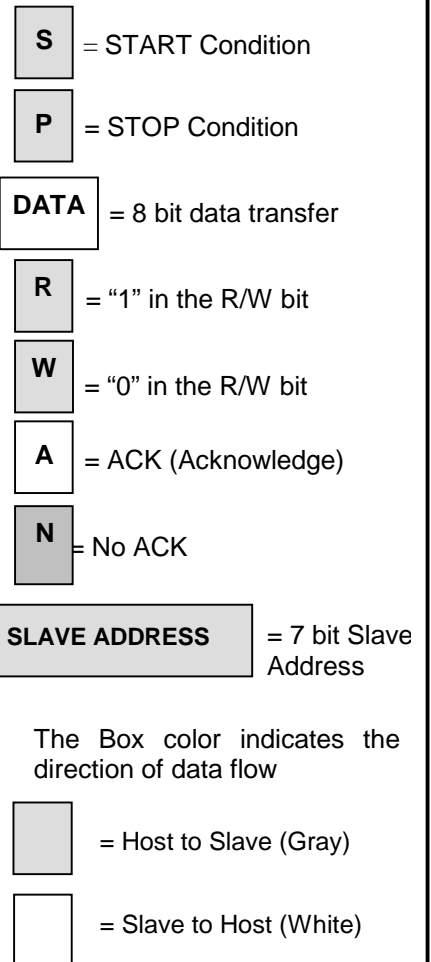 S = START Condition
P = STOP Condition
DATA = 8 bit data transfer
R = “1” in the R/W bit
W = “0” in the R/W bit
A = ACK (Acknowledge)
N = No ACK
SLAVE ADDRESS = 7 bit Slave
Address
The Box color indicates the
direction of data flow
= Host to Slave (Gray)
= Slave to Host (White)